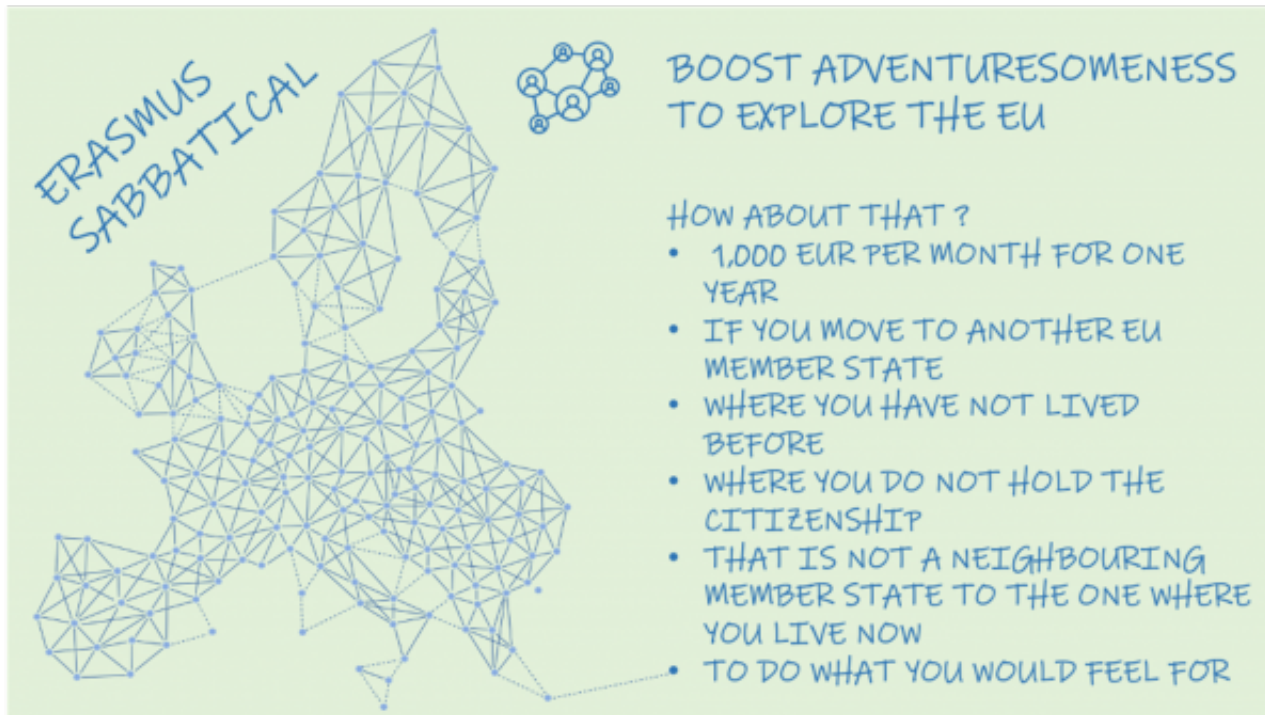 ERASMUS
SABBATICAL
BOOST ADVENTURESOMENESS
TO EXPLORE THE EU
HOW ABOUT THAT ?
• 1,000 EUR PER MONTH FOR ONE
YEAR
• IF YOU MOVE TO ANOTHER EU
MEMBER STATE
• WHERE YOU HAVE NOT LIVED
BEFORE
• WHERE YOU DO NOT HOLD THE
CITIZENSHIP
• THAT IS NOT A NEIGHBOURING
MEMBER STATE TO THE ONE WHERE
YOU LIVE NOW
• TO DO WHAT YOU WOULD FEEL FOR